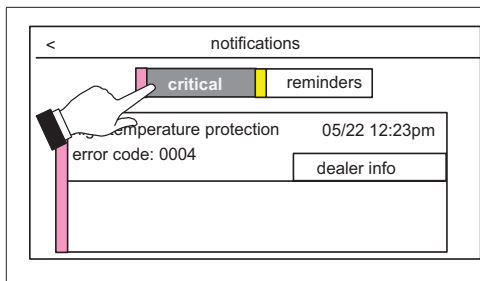 < notifications
critical reminders
temperature protection 05/22 12:23pm
error code: 0004
dealer info